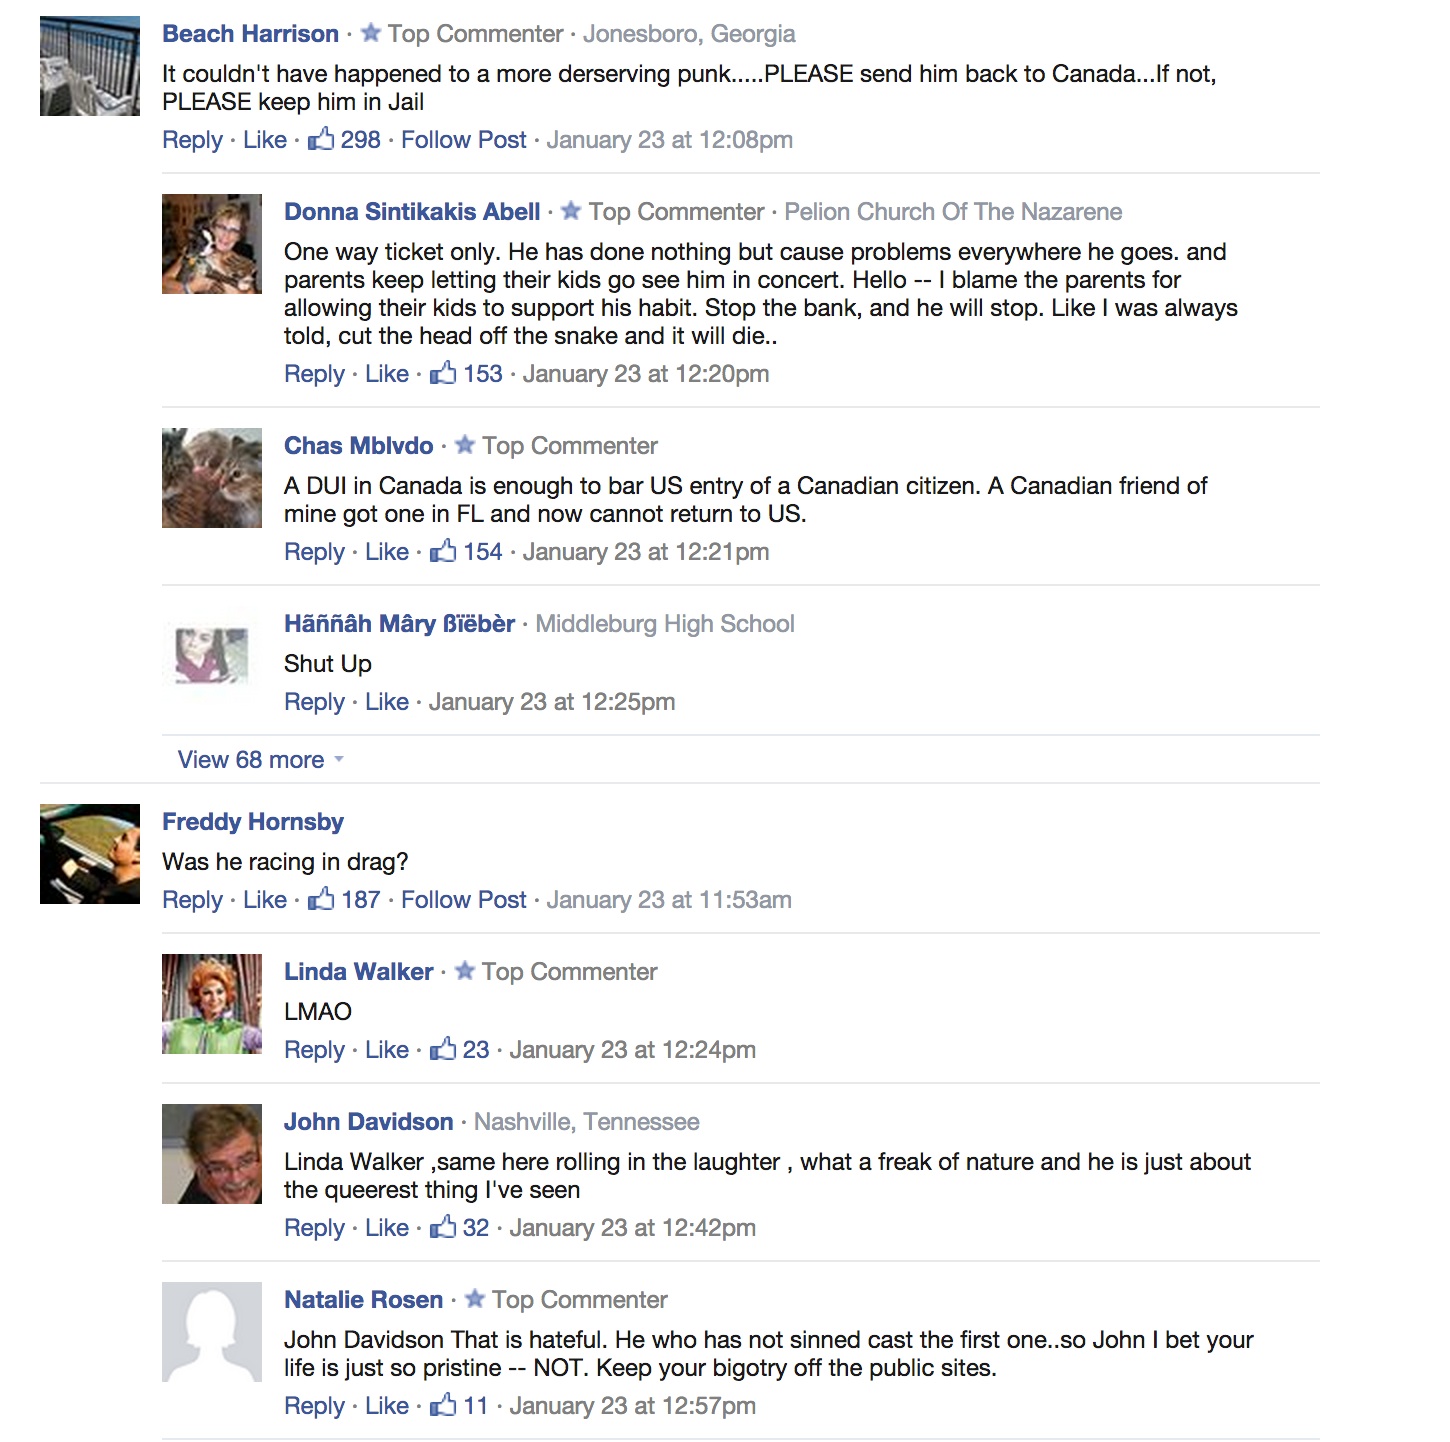 Beach Harrison · Top Commenter · Jonesboro, Georgia
It couldn't have happened to a more derserving punk.....PLEASE send him back to Canada...If not,
PLEASE keep him in Jail
Reply · Like · 298 · Follow Post · January 23 at 12:08pm
Donna Sintikakis Abell · Top Commenter · Pelion Church Of The Nazarene
One way ticket only. He has done nothing but cause problems everywhere he goes. and
parents keep letting their kids go see him in concert. Hello -- I blame the parents for
allowing their kids to support his habit. Stop the bank, and he will stop. Like I was always
told, cut the head off the snake and it will die..
Reply · Like · 153 · January 23 at 12:20pm
Chas Mblvdo · Top Commenter
A DUI in Canada is enough to bar US entry of a Canadian citizen. A Canadian friend of
mine got one in FL and now cannot return to US.
Reply · Like · 154 · January 23 at 12:21pm
Hãññâh Mâry ßïëbèr · Middleburg High School
Shut Up
Reply · Like · January 23 at 12:25pm
View 68 more
Freddy Hornsby
Was he racing in drag?
Reply · Like · 187 · Follow Post · January 23 at 11:53am
Linda Walker · Top Commenter
LMAO
Reply · Like · 23 · January 23 at 12:24pm
John Davidson · Nashville, Tennessee
Linda Walker ,same here rolling in the laughter , what a freak of nature and he is just about
the queerest thing I've seen
Reply · Like · 32 · January 23 at 12:42pm
Natalie Rosen · Top Commenter
John Davidson That is hateful. He who has not sinned cast the first one..so John I bet your
life is just so pristine -- NOT. Keep your bigotry off the public sites.
Reply · Like · 11 · January 23 at 12:57pm